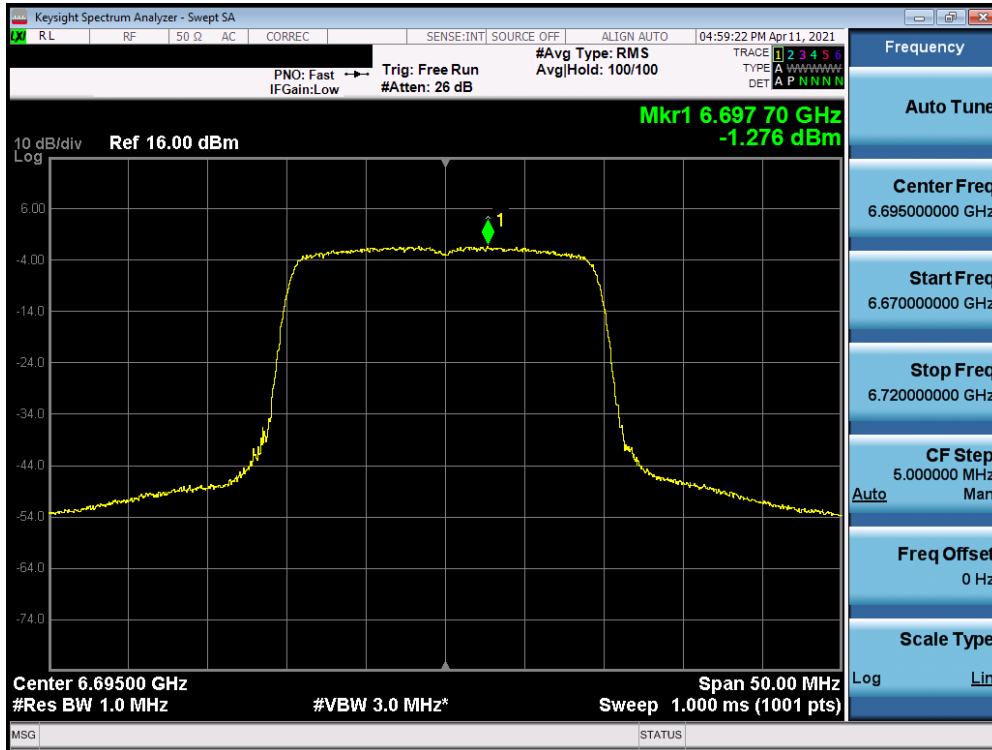 Keysight Spectrum Analyzer - Swept SA
LXI RL RF 50 Ω AC CORREC SENSE:INT SOURCE OFF ALIGN AUTO 04:59:22 PM Apr 11, 2021
PNO: Fast
IFGain:Low
Trig: Free Run
#Atten: 26 dB
#Avg Type: RMS
Avg|Hold: 100/100
TRACE 1 2 3 4 5 6
TYPE A WWWWW
DET A P N N N N
Mkr1 6.697 70 GHz
-1.276 dBm
10 dB/div Ref 16.00 dBm
Log
1
6.00
-4.00
-14.0
-24.0
-34.0
-44.0
-54.0
-64.0
-74.0
Center 6.69500 GHz Span 50.00 MHz
#Res BW 1.0 MHz #VBW 3.0 MHz* Sweep 1.000 ms (1001 pts)
MSG STATUS
Frequency
Auto Tune
Center Freq
6.695000000 GHz
Start Freq
6.670000000 GHz
Stop Freq
6.720000000 GHz
CF Step
5.000000 MHz
Auto Man
Freq Offset
0 Hz
Scale Type
Log Lin